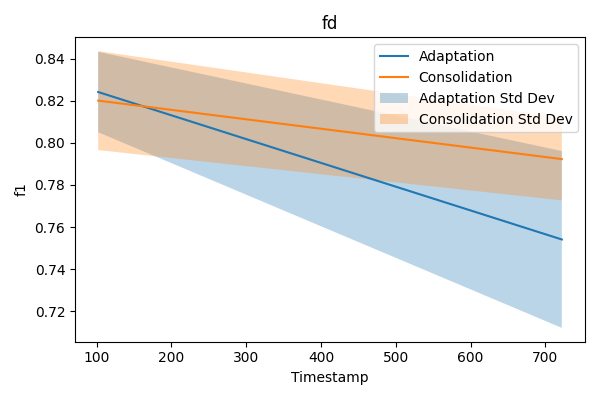 fd
0.84
0.82
0.80
0.78
0.76
0.74
0.72
f1
Adaptation
Consolidation
Adaptation Std Dev
Consolidation Std Dev
100 200 300 400 500 600 700
Timestamp